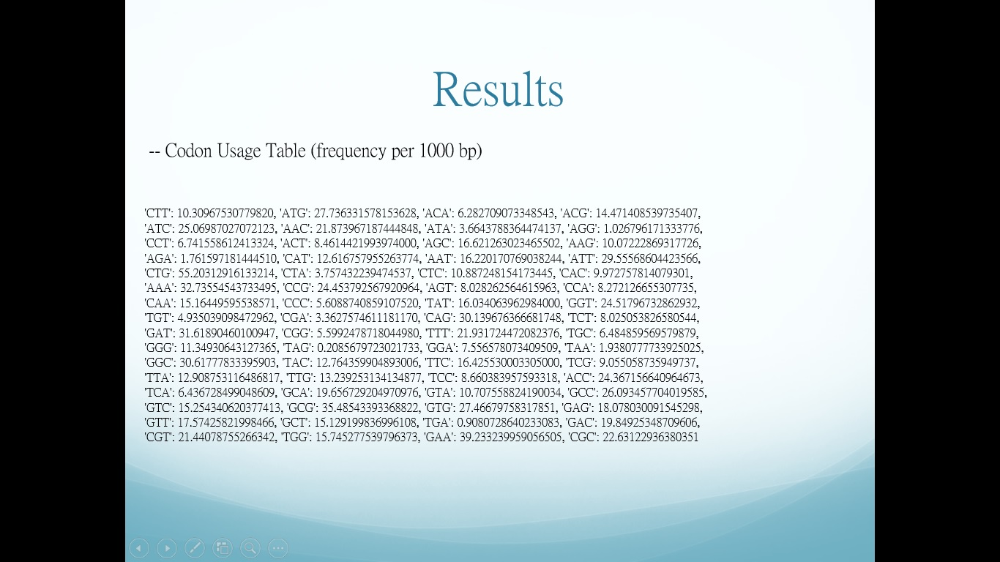 Results
-- Codon Usage Table (frequency per 1000 bp)
'CTT': 10.30967530779820, 'ATG': 27.736331578153628, 'ACA': 6.282709073348543, 'ACG': 14.471408539735407,
'ATC': 25.06987027072123, 'AAC': 21.873967187444848, 'ATA': 3.6643788364474137, 'AGG': 1.026796171333776,
'CCT': 6.741558612413324, 'ACT': 8.4614421993974000, 'AGC': 16.621263023465502, 'AAG': 10.07222869317726,
'AGA': 1.761597181444510, 'CAT': 12.616757955263774, 'AAT': 16.220170769038244, 'ATT': 29.55568604423566,
'CTG': 55.20312916133214, 'CTA': 3.757432239474537, 'CTC': 10.887248154173445, 'CAC': 9.972757814079301,
'AAA': 32.73554543733495, 'CCG': 24.453792567920964, 'AGT': 8.028262564615963, 'CCA': 8.272126655307735,
'CAA': 15.16449595538571, 'CCC': 5.6088740859107520, 'TAT': 16.034063962984000, 'GGT': 24.51796732862932,
'TGT': 4.935039098472962, 'CGA': 3.3627574611181170, 'CAG': 30.139676366681748, 'TCT': 8.025053826580544,
'GAT': 31.61890460100947, 'CGG': 5.5992478718044980, 'TTT': 21.931724472082376, 'TGC': 6.484859569579879,
'GGG': 11.34930643127365, 'TAG': 0.2085679723021733, 'GGA': 7.556578073409509, 'TAA': 1.9380777733925025,
'GGC': 30.61777833395903, 'TAC': 12.764359904893006, 'TTC': 16.425530003305000, 'TCG': 9.055058735949737,
'TTA': 12.908753116486817, 'TTG': 13.239253134134877, 'TCC': 8.660383957593318, 'ACC': 24.367156640964673,
'TCA': 6.436728499048609, 'GCA': 19.656729204970976, 'GTA': 10.707558824190034, 'GCC': 26.093457704019585,
'GTC': 15.254340620377413, 'GCG': 35.48543393368822, 'GTG': 27.46679758317851, 'GAG': 18.078030091545298,
'GTT': 17.57425821998466, 'GCT': 15.129199836996108, 'TGA': 0.9080728640233083, 'GAC': 19.84925348709606,
'CGT': 21.44078755266342, 'TGG': 15.745277539796373, 'GAA': 39.233239959056505, 'CGC': 22.63122936380351